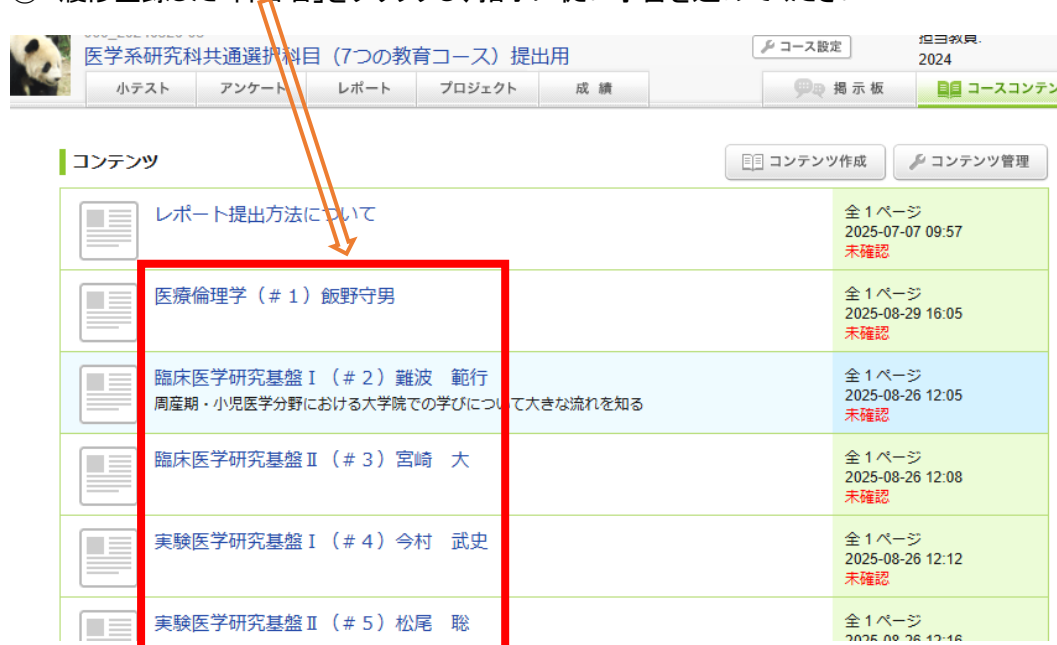 医学系研究科共通選択科目（7つの教育コース）提出用
コース設定
担当教員:
2024
小テスト
アンケート
レポート
プロジェクト
成 績
掲 示 板
コースコンテン
コンテンツ
コンテンツ作成
コンテンツ管理
レポート提出方法について
全 1 ページ
2025-07-07 09:57
未確認
医療倫理学（＃１）飯野守男
全 1 ページ
2025-08-29 16:05
未確認
臨床医学研究基盤Ⅰ（＃２）難波　範行
周産期・小児医学分野における大学院での学びについて大きな流れを知る
全 1 ページ
2025-08-26 12:05
未確認
臨床医学研究基盤Ⅱ（＃３）宮崎　大
全 1 ページ
2025-08-26 12:08
未確認
実験医学研究基盤Ⅰ（＃４）今村　武史
全 1 ページ
2025-08-26 12:12
未確認
実験医学研究基盤Ⅱ（＃５）松尾　聡
全 1 ページ
2025-08-26 12:16